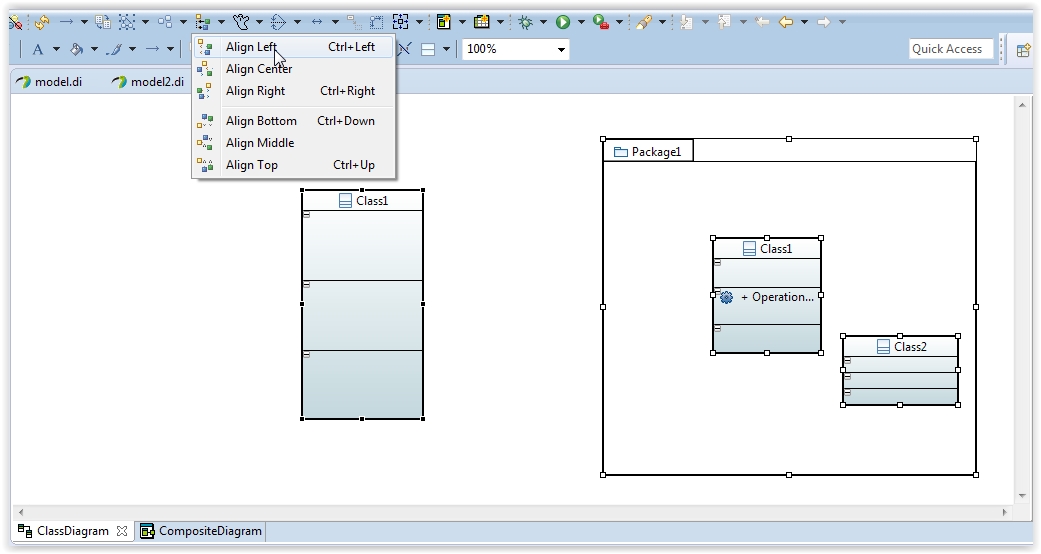 A
100%
Quick Access
model.di
model2.di
Align Left Ctrl+Left
Align Center
Align Right Ctrl+Right
Align Bottom Ctrl+Down
Align Middle
Align Top Ctrl+Up
Package1
Class1
Class1
+ Operation...
Class2
ClassDiagram
CompositeDiagram